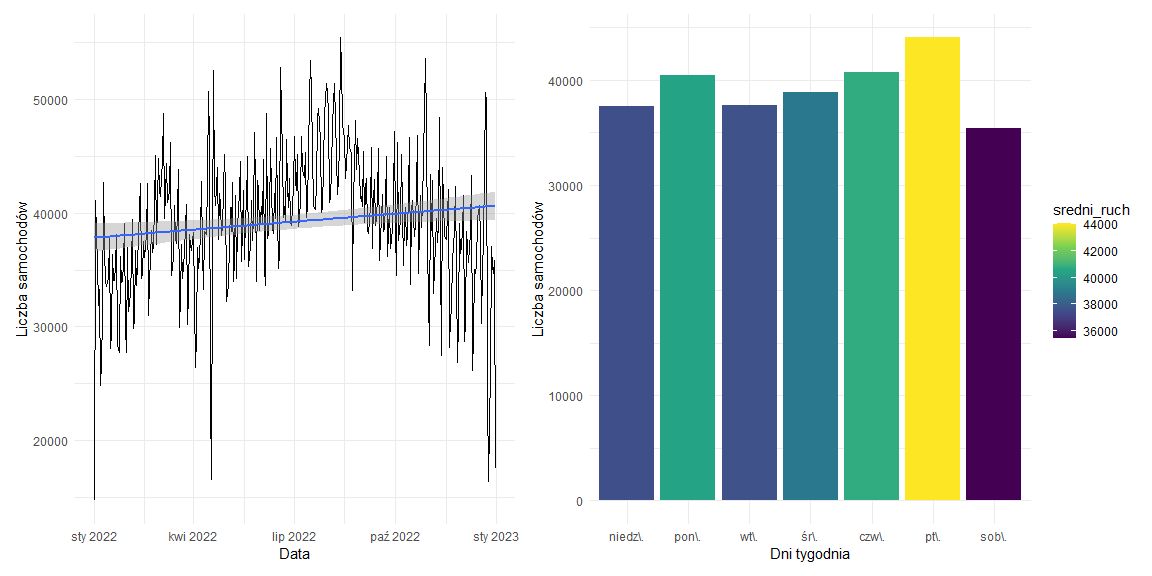 Liczba samochodów
50000
40000
30000
20000
sty 2022
kwi 2022
lip 2022
paź 2022
sty 2023
Data
Liczba samochodów
40000
30000
20000
10000
0
niedz\.
pon\.
wt\.
śr\.
czw\.
pt\.
sob\.
Dni tygodnia
sredni_ruch
44000
42000
40000
38000
36000